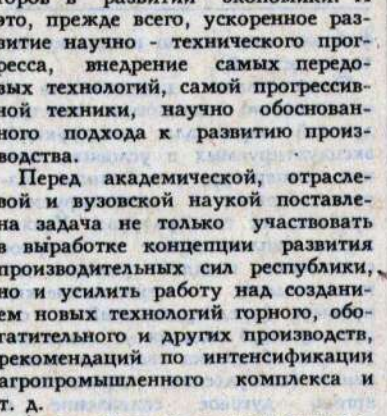 торов в развитии экономики. И
это, прежде всего, ускоренное раз-
витие научно - технического прог-
ресса, внедрение самых передо-
вых технологий, самой прогрессив-
ной техники, научно обоснован-
ного подхода к развитию произ-
водства.
Перед академической, отрасле-
вой и вузовской наукой поставле-
на задача не только участвовать
в выработке концепции развития
производительных сил республики,
но и усилить работу над создани-
ем новых технологий горного, обо-
гатительного и других производств,
рекомендаций по интенсификации
агропромышленного комплекса и
т. д.